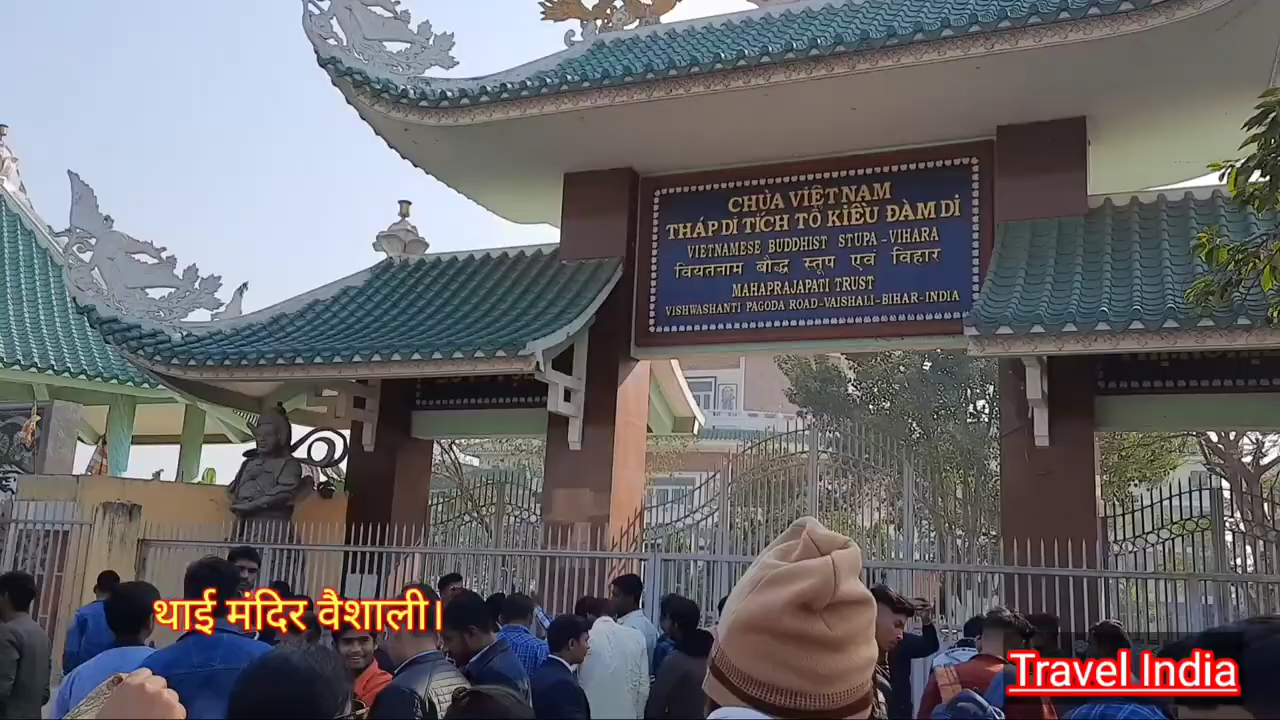 CHÙA VIỆT NAM
THÁP DI TÍCH TỔ KIỀU ĐÀM DI
VIETNAMESE BUDDHIST STUPA-VIHARA
वियतनाम बौद्ध स्तूप एवं विहार
MAHAPRAJAPATI TRUST
VISHWASHANTI PAGODA ROAD-VAISHALI-BIHAR-INDIA
थाई मंदिर वैशाली।
Travel India